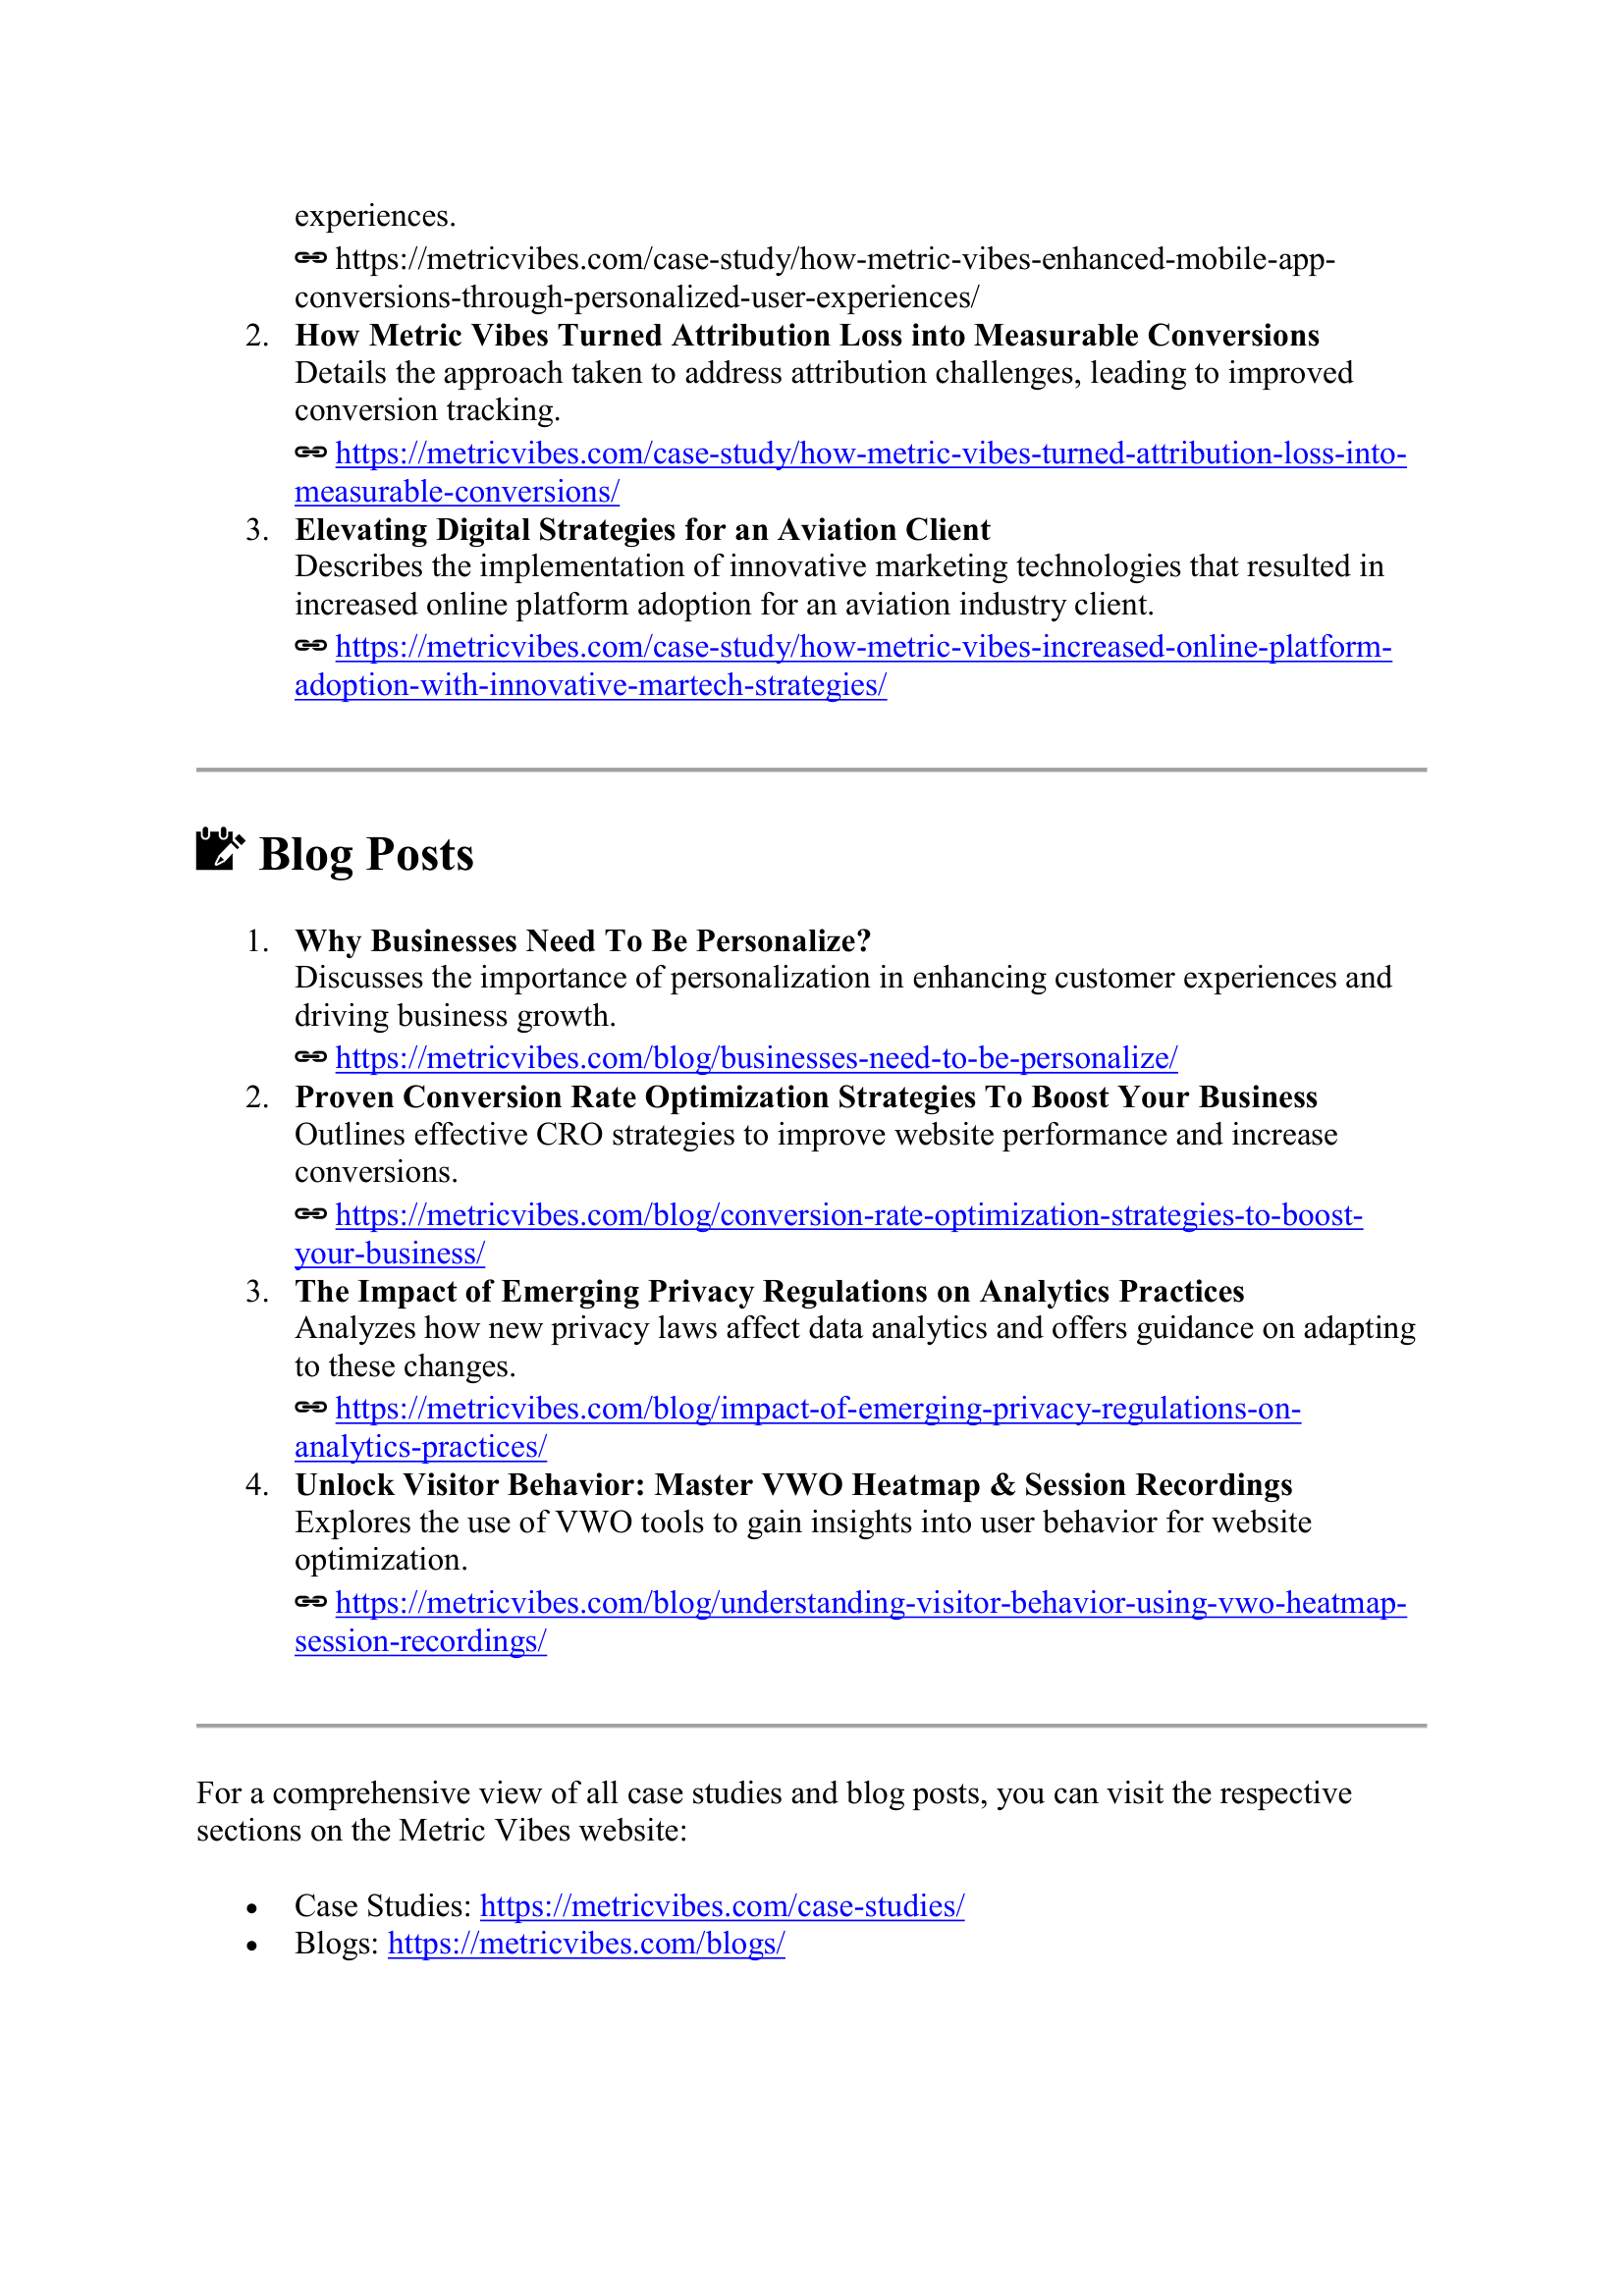 experiences.
🔗 https://metricvibes.com/case-study/how-metric-vibes-enhanced-mobile-app-
conversions-through-personalized-user-experiences/
2. How Metric Vibes Turned Attribution Loss into Measurable Conversions
Details the approach taken to address attribution challenges, leading to improved
conversion tracking.
🔗 https://metricvibes.com/case-study/how-metric-vibes-turned-attribution-loss-into-
measurable-conversions/
3. Elevating Digital Strategies for an Aviation Client
Describes the implementation of innovative marketing technologies that resulted in
increased online platform adoption for an aviation industry client.
🔗 https://metricvibes.com/case-study/how-metric-vibes-increased-online-platform-
adoption-with-innovative-martech-strategies/
📝 Blog Posts
1. Why Businesses Need To Be Personalize?
Discusses the importance of personalization in enhancing customer experiences and
driving business growth.
🔗 https://metricvibes.com/blog/businesses-need-to-be-personalize/
2. Proven Conversion Rate Optimization Strategies To Boost Your Business
Outlines effective CRO strategies to improve website performance and increase
conversions.
🔗 https://metricvibes.com/blog/conversion-rate-optimization-strategies-to-boost-
your-business/
3. The Impact of Emerging Privacy Regulations on Analytics Practices
Analyzes how new privacy laws affect data analytics and offers guidance on adapting
to these changes.
🔗 https://metricvibes.com/blog/impact-of-emerging-privacy-regulations-on-
analytics-practices/
4. Unlock Visitor Behavior: Master VWO Heatmap & Session Recordings
Explores the use of VWO tools to gain insights into user behavior for website
optimization.
🔗 https://metricvibes.com/blog/understanding-visitor-behavior-using-vwo-heatmap-
session-recordings/
For a comprehensive view of all case studies and blog posts, you can visit the respective
sections on the Metric Vibes website:
• Case Studies: https://metricvibes.com/case-studies/
• Blogs: https://metricvibes.com/blogs/